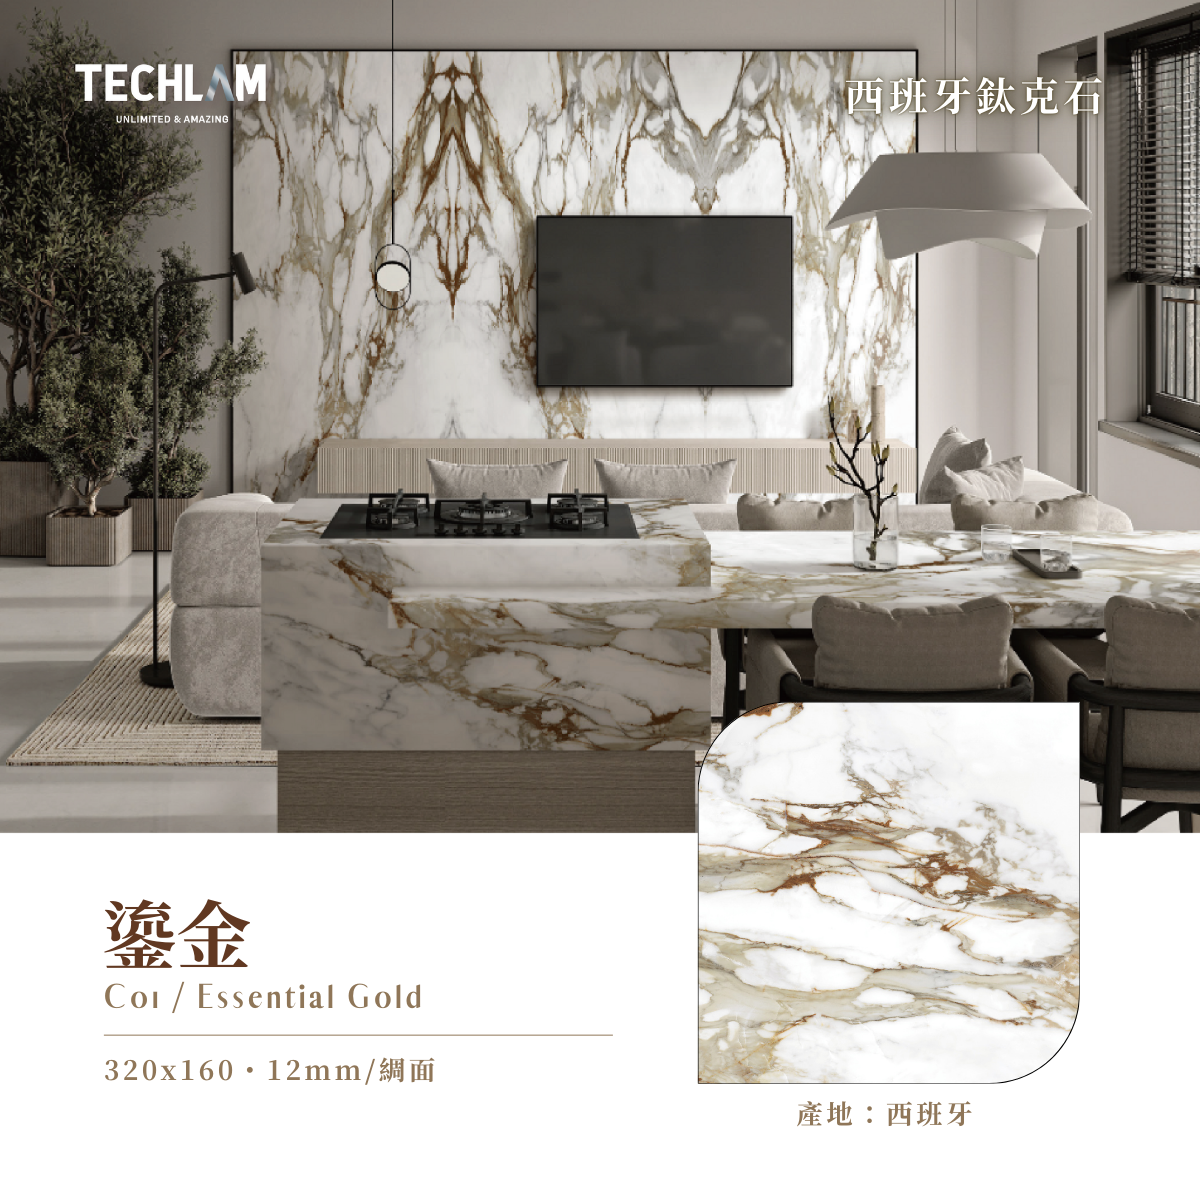 TECHLAM
UNLIMITED & AMAZING
西班牙鈦克石
鎏金
C01 / Essential Gold
320x160・12mm/綢面
產地：西班牙